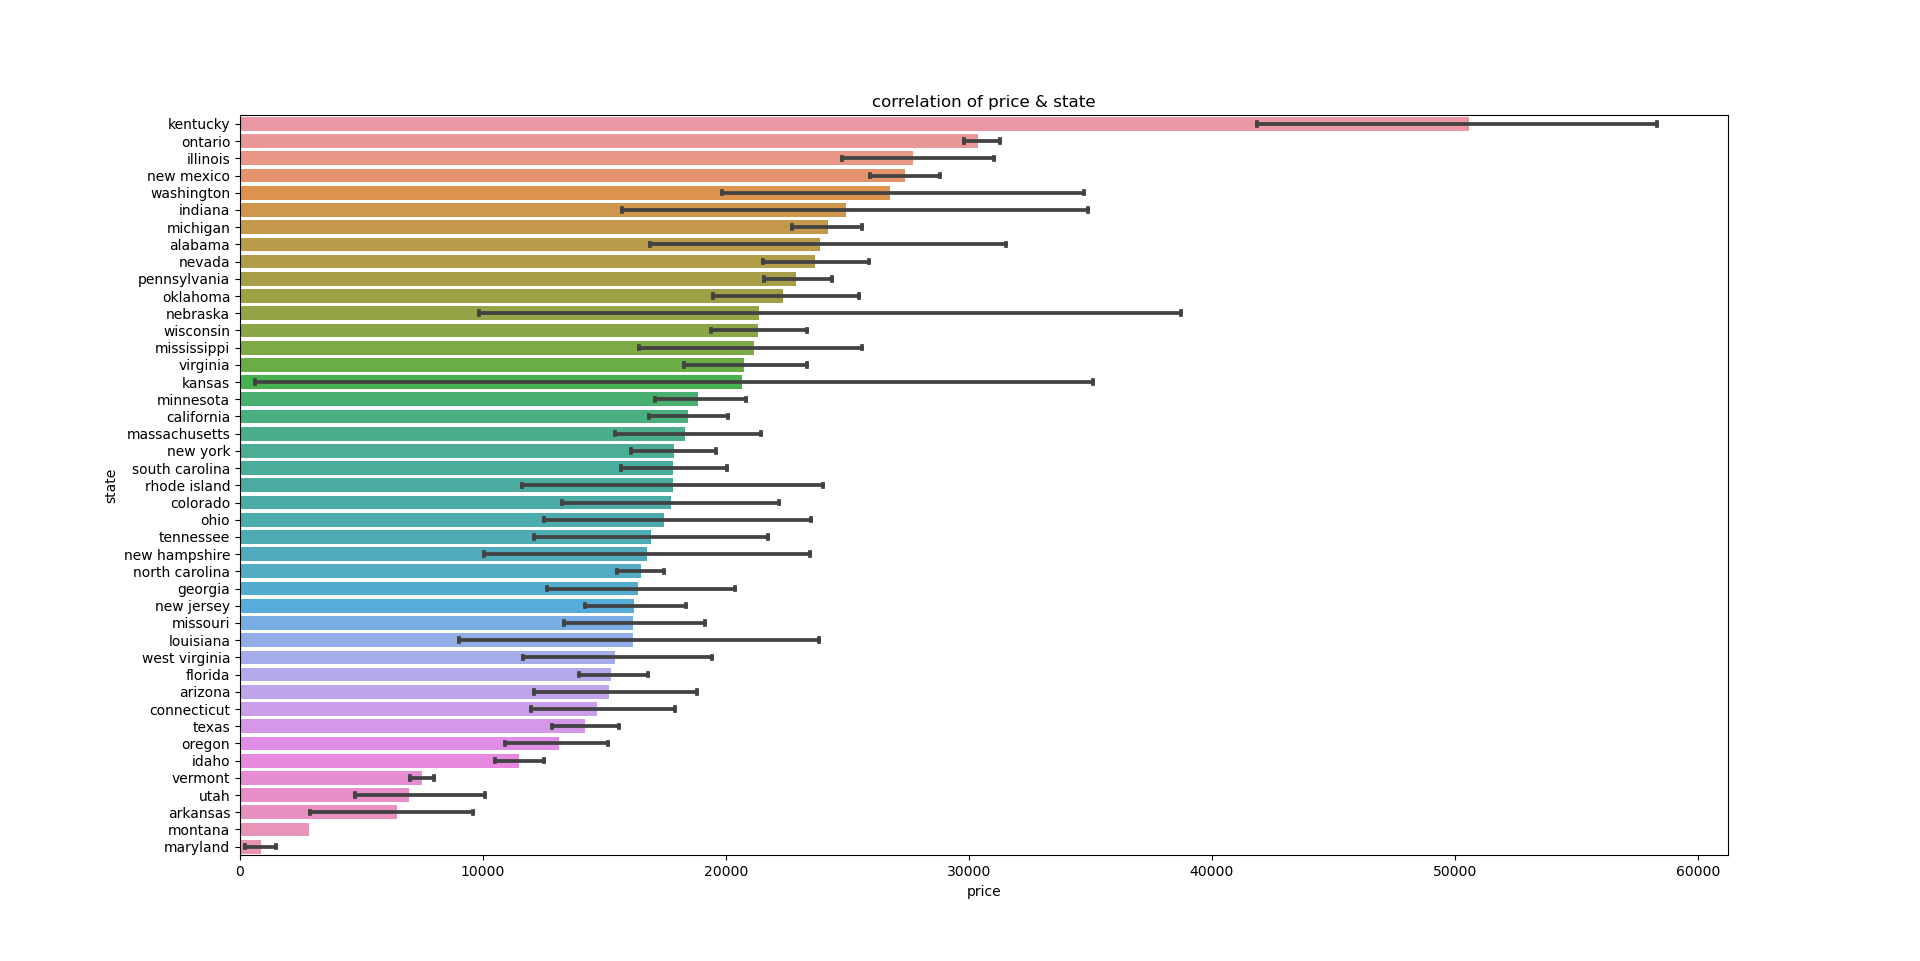 correlation of price & state
kentucky
ontario
illinois
new mexico
washington
indiana
michigan
alabama
nevada
pennsylvania
oklahoma
nebraska
wisconsin
mississippi
virginia
kansas
minnesota
california
massachusetts
new york
south carolina
rhode island
colorado
ohio
tennessee
new hampshire
north carolina
georgia
new jersey
missouri
louisiana
west virginia
florida
arizona
connecticut
texas
oregon
idaho
vermont
utah
arkansas
montana
maryland
state
0 10000 20000 30000 40000 50000 60000
price